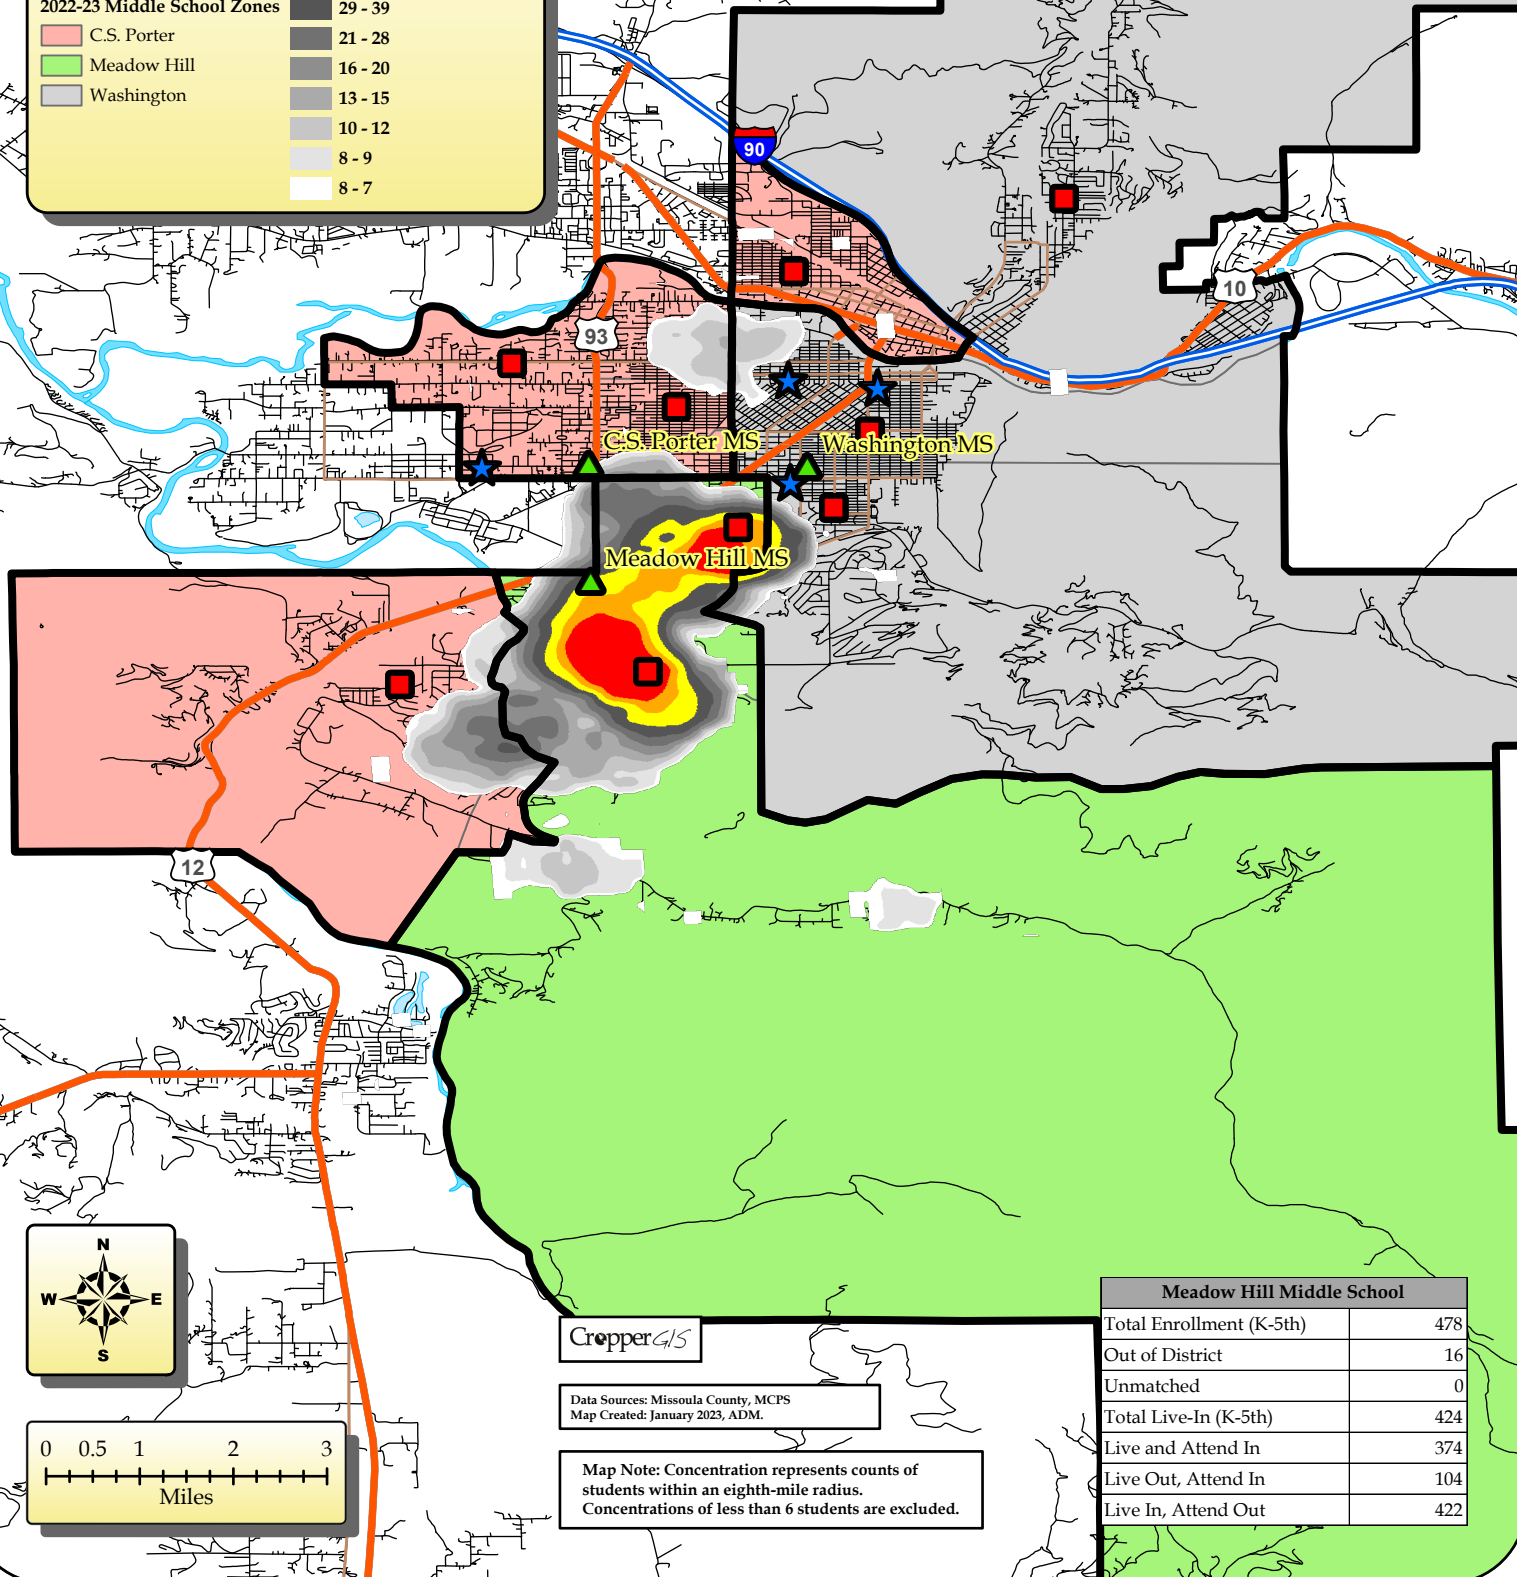 2022-23 Middle School Zones
C.S. Porter
Meadow Hill
Washington
29 - 39
21 - 28
16 - 20
13 - 15
10 - 12
8 - 9
8 - 7
90
10
93
C.S. Porter MS
Washington MS
Meadow Hill MS
12
N
W E
S
0 0.5 1 2 3
Miles
CropperGIS
Data Sources: Missoula County, MCPS
Map Created: January 2023, ADM.
Map Note: Concentration represents counts of
students within an eighth-mile radius.
Concentrations of less than 6 students are excluded.
Meadow Hill Middle School
Total Enrollment (K-5th) 478
Out of District 16
Unmatched 0
Total Live-In (K-5th) 424
Live and Attend In 374
Live Out, Attend In 104
Live In, Attend Out 422